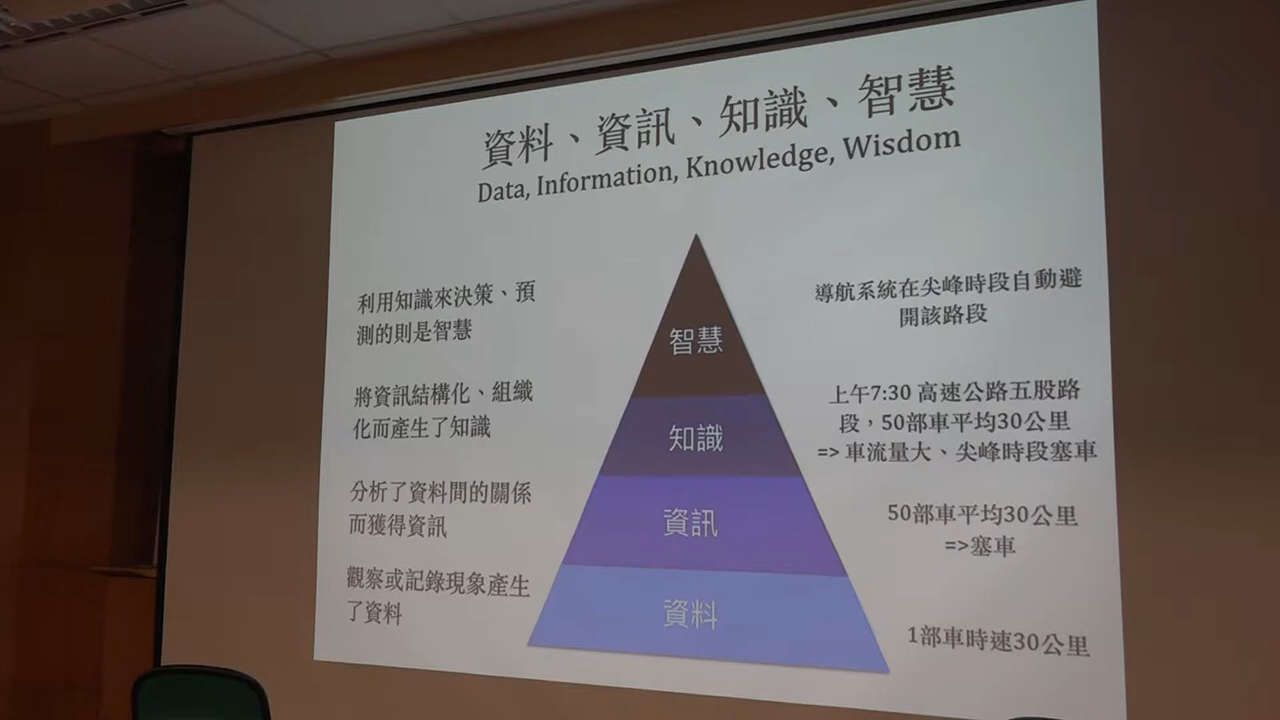 資料、資訊、知識、智慧
Data, Information, Knowledge, Wisdom
利用知識來決策、預
測的則是智慧
智慧
導航系統在尖峰時段自動避
開該路段
將資訊結構化、組織
化而產生了知識
知識
上午7:30 高速公路五股路
段，50部車平均30公里
=> 車流量大、尖峰時段塞車
分析了資料間的關係
而獲得資訊
資訊
50部車平均30公里
=>塞車
觀察或記錄現象產生
了資料
資料
1部車時速30公里